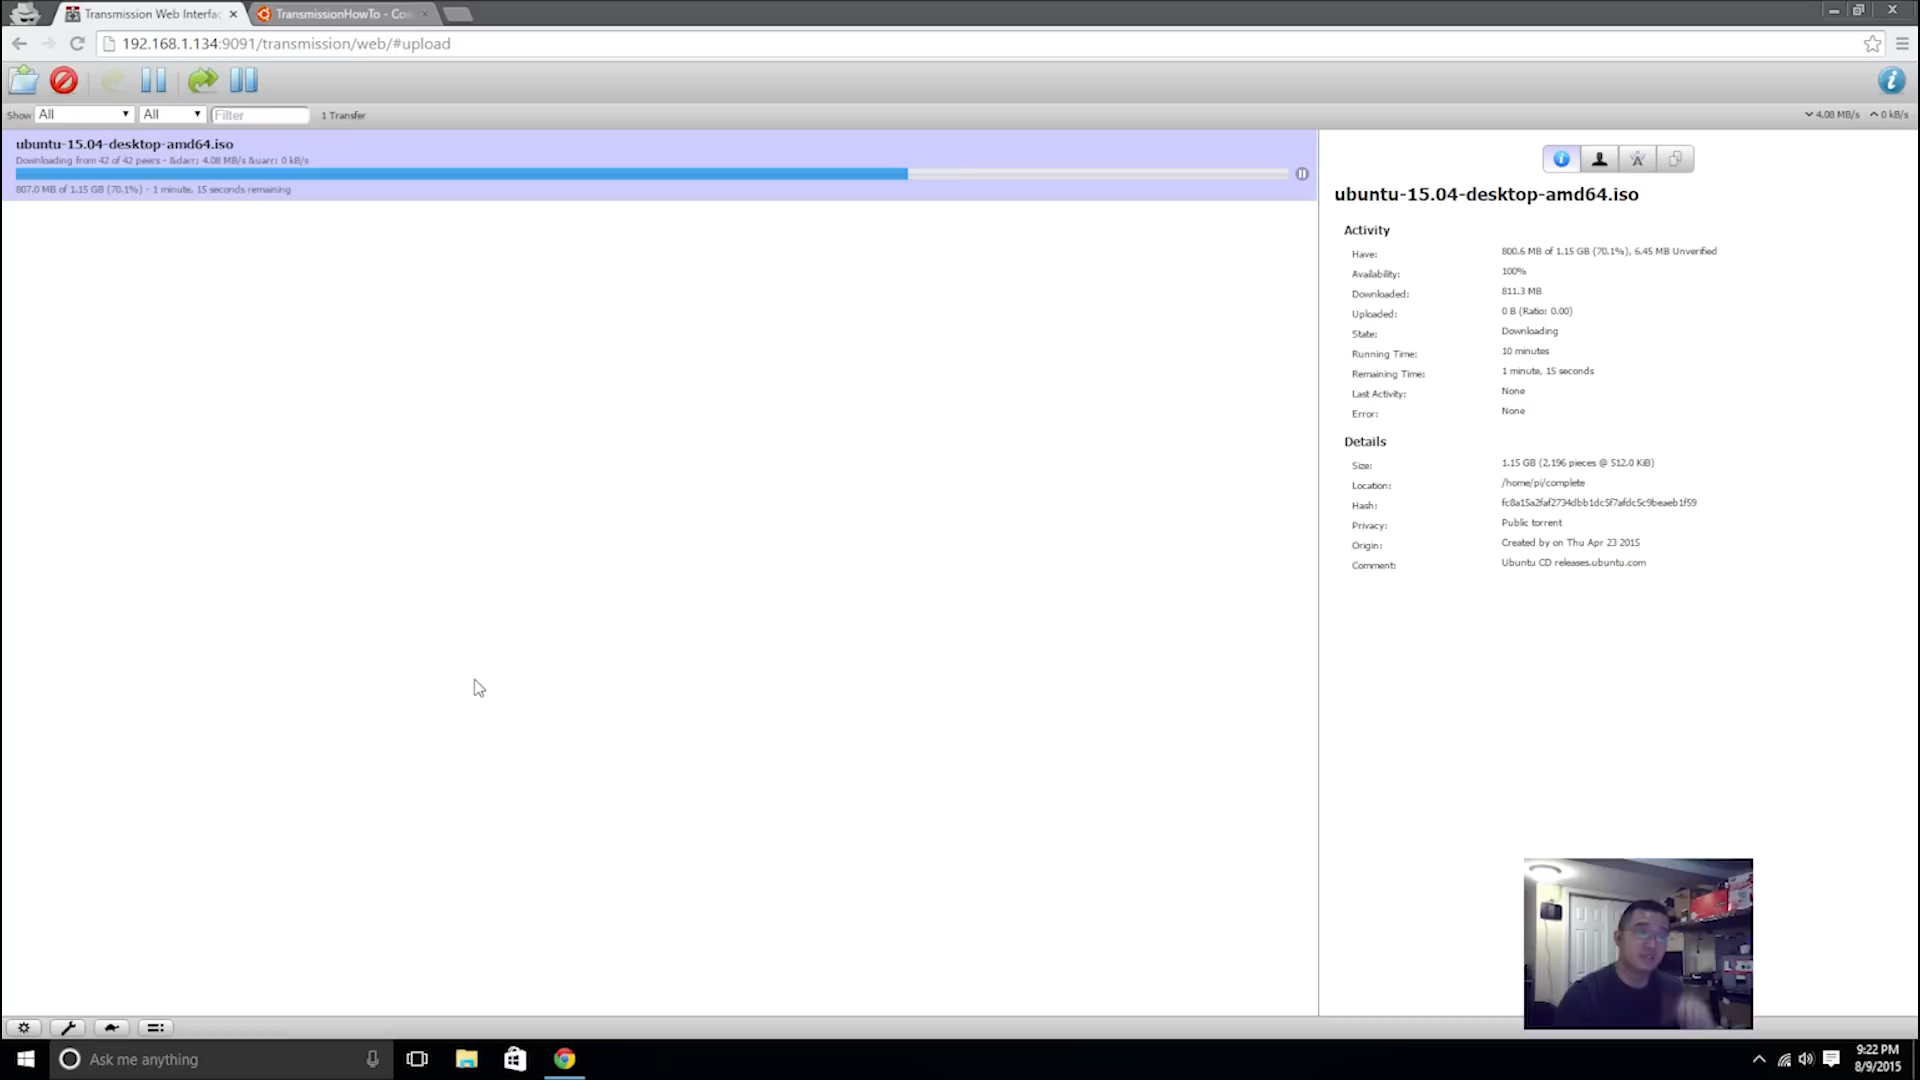 Transmission Web Interfa
TransmissionHowTo - Co
192.168.1.134:9091/transmission/web/#upload
Show All All Filter 1 Transfer 4.08 MB/s 0 kB/s
ubuntu-15.04-desktop-amd64.iso
Downloading from 42 of 42 peers - &darr; 4.08 MB/s &uarr; 0 kB/s
807.0 MB of 1.15 GB (70.1%) - 1 minute, 15 seconds remaining
ubuntu-15.04-desktop-amd64.iso
Activity
Have: 800.6 MB of 1.15 GB (70.1%), 6.45 MB Unverified
Availability: 100%
Downloaded: 811.3 MB
Uploaded: 0 B (Ratio: 0.00)
State: Downloading
Running Time: 10 minutes
Remaining Time: 1 minute, 15 seconds
Last Activity: None
Error: None
Details
Size: 1.15 GB (2,196 pieces @ 512.0 KiB)
Location: /home/pi/complete
Hash: fc8a15a2faf2734dbb1dc5f7afdc5c9beaeb1f59
Privacy: Public torrent
Origin: Created by on Thu Apr 23 2015
Comment: Ubuntu CD releases.ubuntu.com
Ask me anything
9:22 PM
8/9/2015